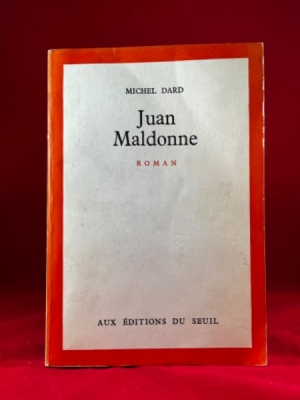 MICHEL DARD
Juan
Maldonne
ROMAN
AUX ÉDITIONS DU SEUIL